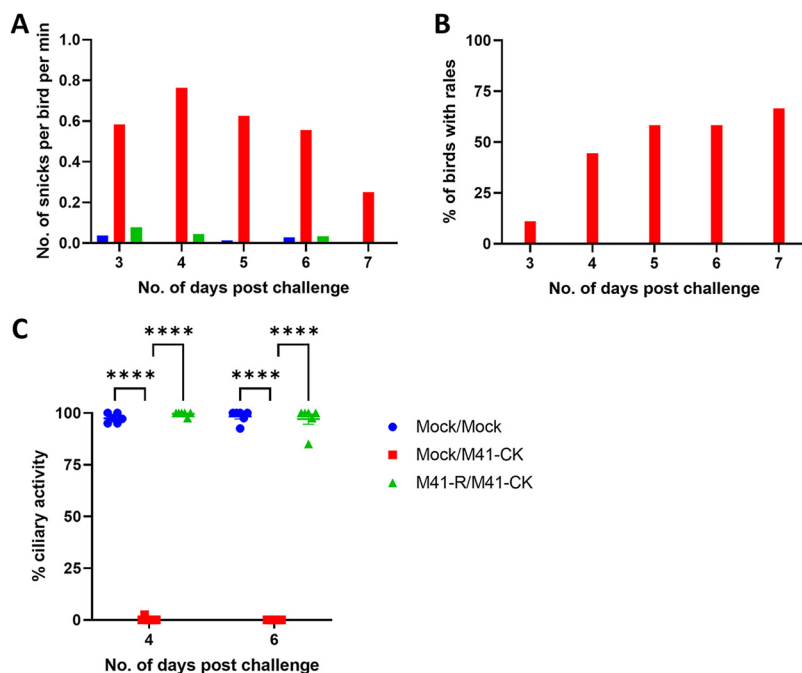 A
No. of snicks per bird per min
1.0
0.8
0.6
0.4
0.2
0.0
3 4 5 6 7
No. of days post challenge
B
% of birds with rales
100
75
50
25
0
3 4 5 6 7
No. of days post challenge
C
**** ****
**** ****
% ciliary activity
100
75
50
25
0
4 6
No. of days post challenge
Mock/Mock
Mock/M41-CK
M41-R/M41-CK